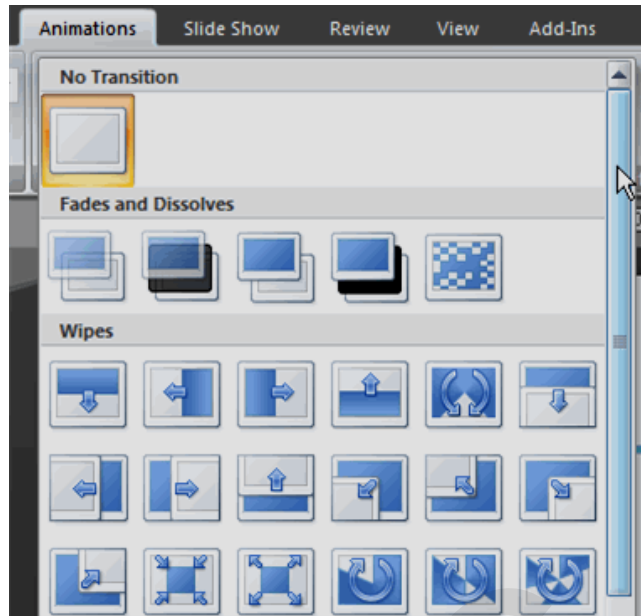 Animations Slide Show Review View Add-Ins
No Transition
Fades and Dissolves
Wipes